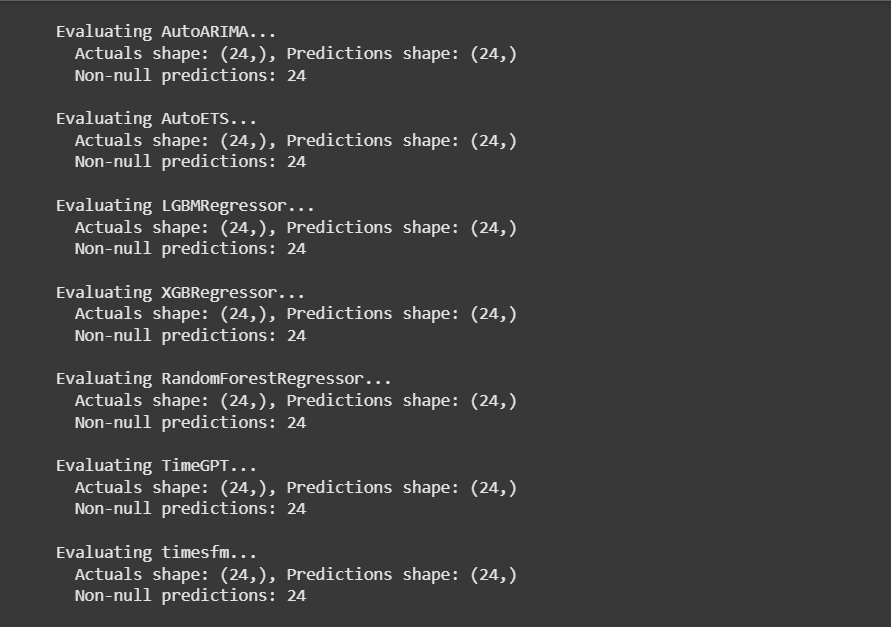 Evaluating AutoARIMA...
Actuals shape: (24,), Predictions shape: (24,)
Non-null predictions: 24
Evaluating AutoETS...
Actuals shape: (24,), Predictions shape: (24,)
Non-null predictions: 24
Evaluating LGBMRegressor...
Actuals shape: (24,), Predictions shape: (24,)
Non-null predictions: 24
Evaluating XGBRegressor...
Actuals shape: (24,), Predictions shape: (24,)
Non-null predictions: 24
Evaluating RandomForestRegressor...
Actuals shape: (24,), Predictions shape: (24,)
Non-null predictions: 24
Evaluating TimeGPT...
Actuals shape: (24,), Predictions shape: (24,)
Non-null predictions: 24
Evaluating timesfm...
Actuals shape: (24,), Predictions shape: (24,)
Non-null predictions: 24